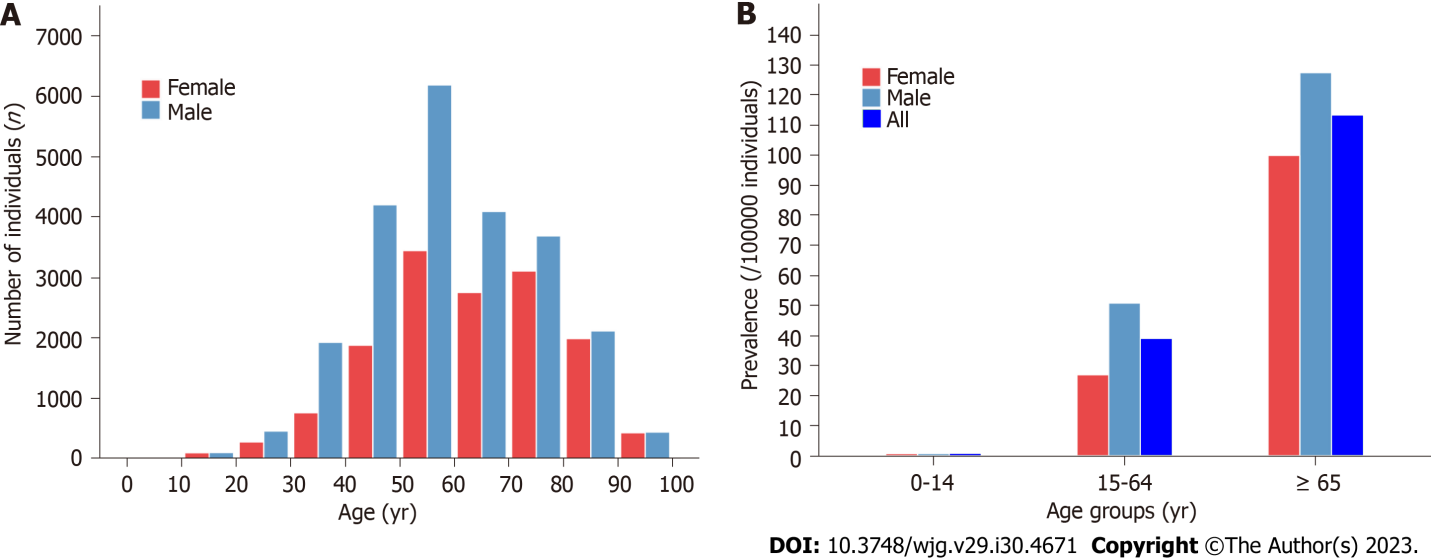 A
Number of individuals (n)
7000
6000
5000
4000
3000
2000
1000
0
Female
Male
0 10 20 30 40 50 60 70 80 90 100
Age (yr)
B
Prevalence (/100000 individuals)
140
130
120
110
100
90
80
70
60
50
40
30
20
10
0
Female
Male
All
0-14 15-64 ≥ 65
Age groups (yr)
DOI: 10.3748/wjg.v29.i30.4671 Copyright ©The Author(s) 2023.